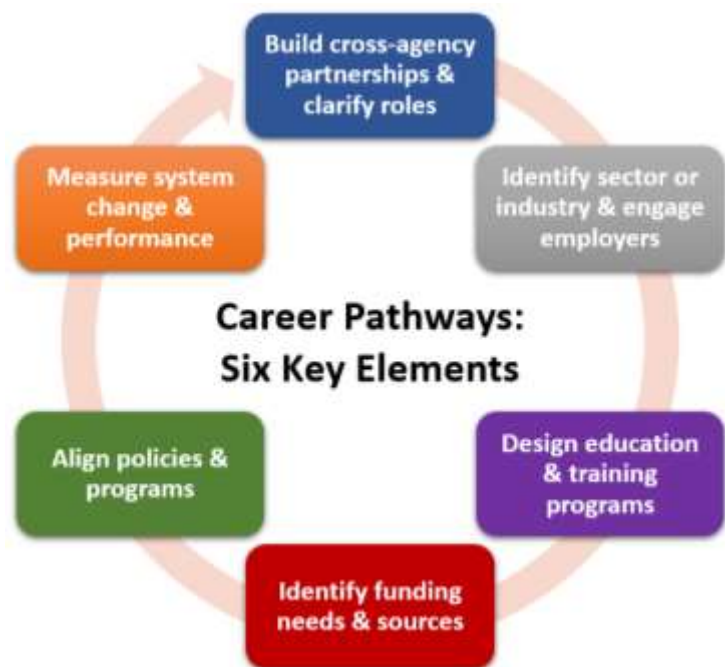 Build cross-agency
partnerships &
clarify roles
Identify sector or
industry & engage
employers
Design education
& training
programs
Identify funding
needs & sources
Align policies &
programs
Measure system
change &
performance
Career Pathways:
Six Key Elements